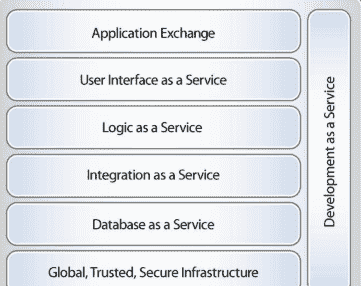 Application Exchange
User Interface as a Service
Logic as a Service
Integration as a Service
Database as a Service
Global, Trusted, Secure Infrastructure
Development as a Service